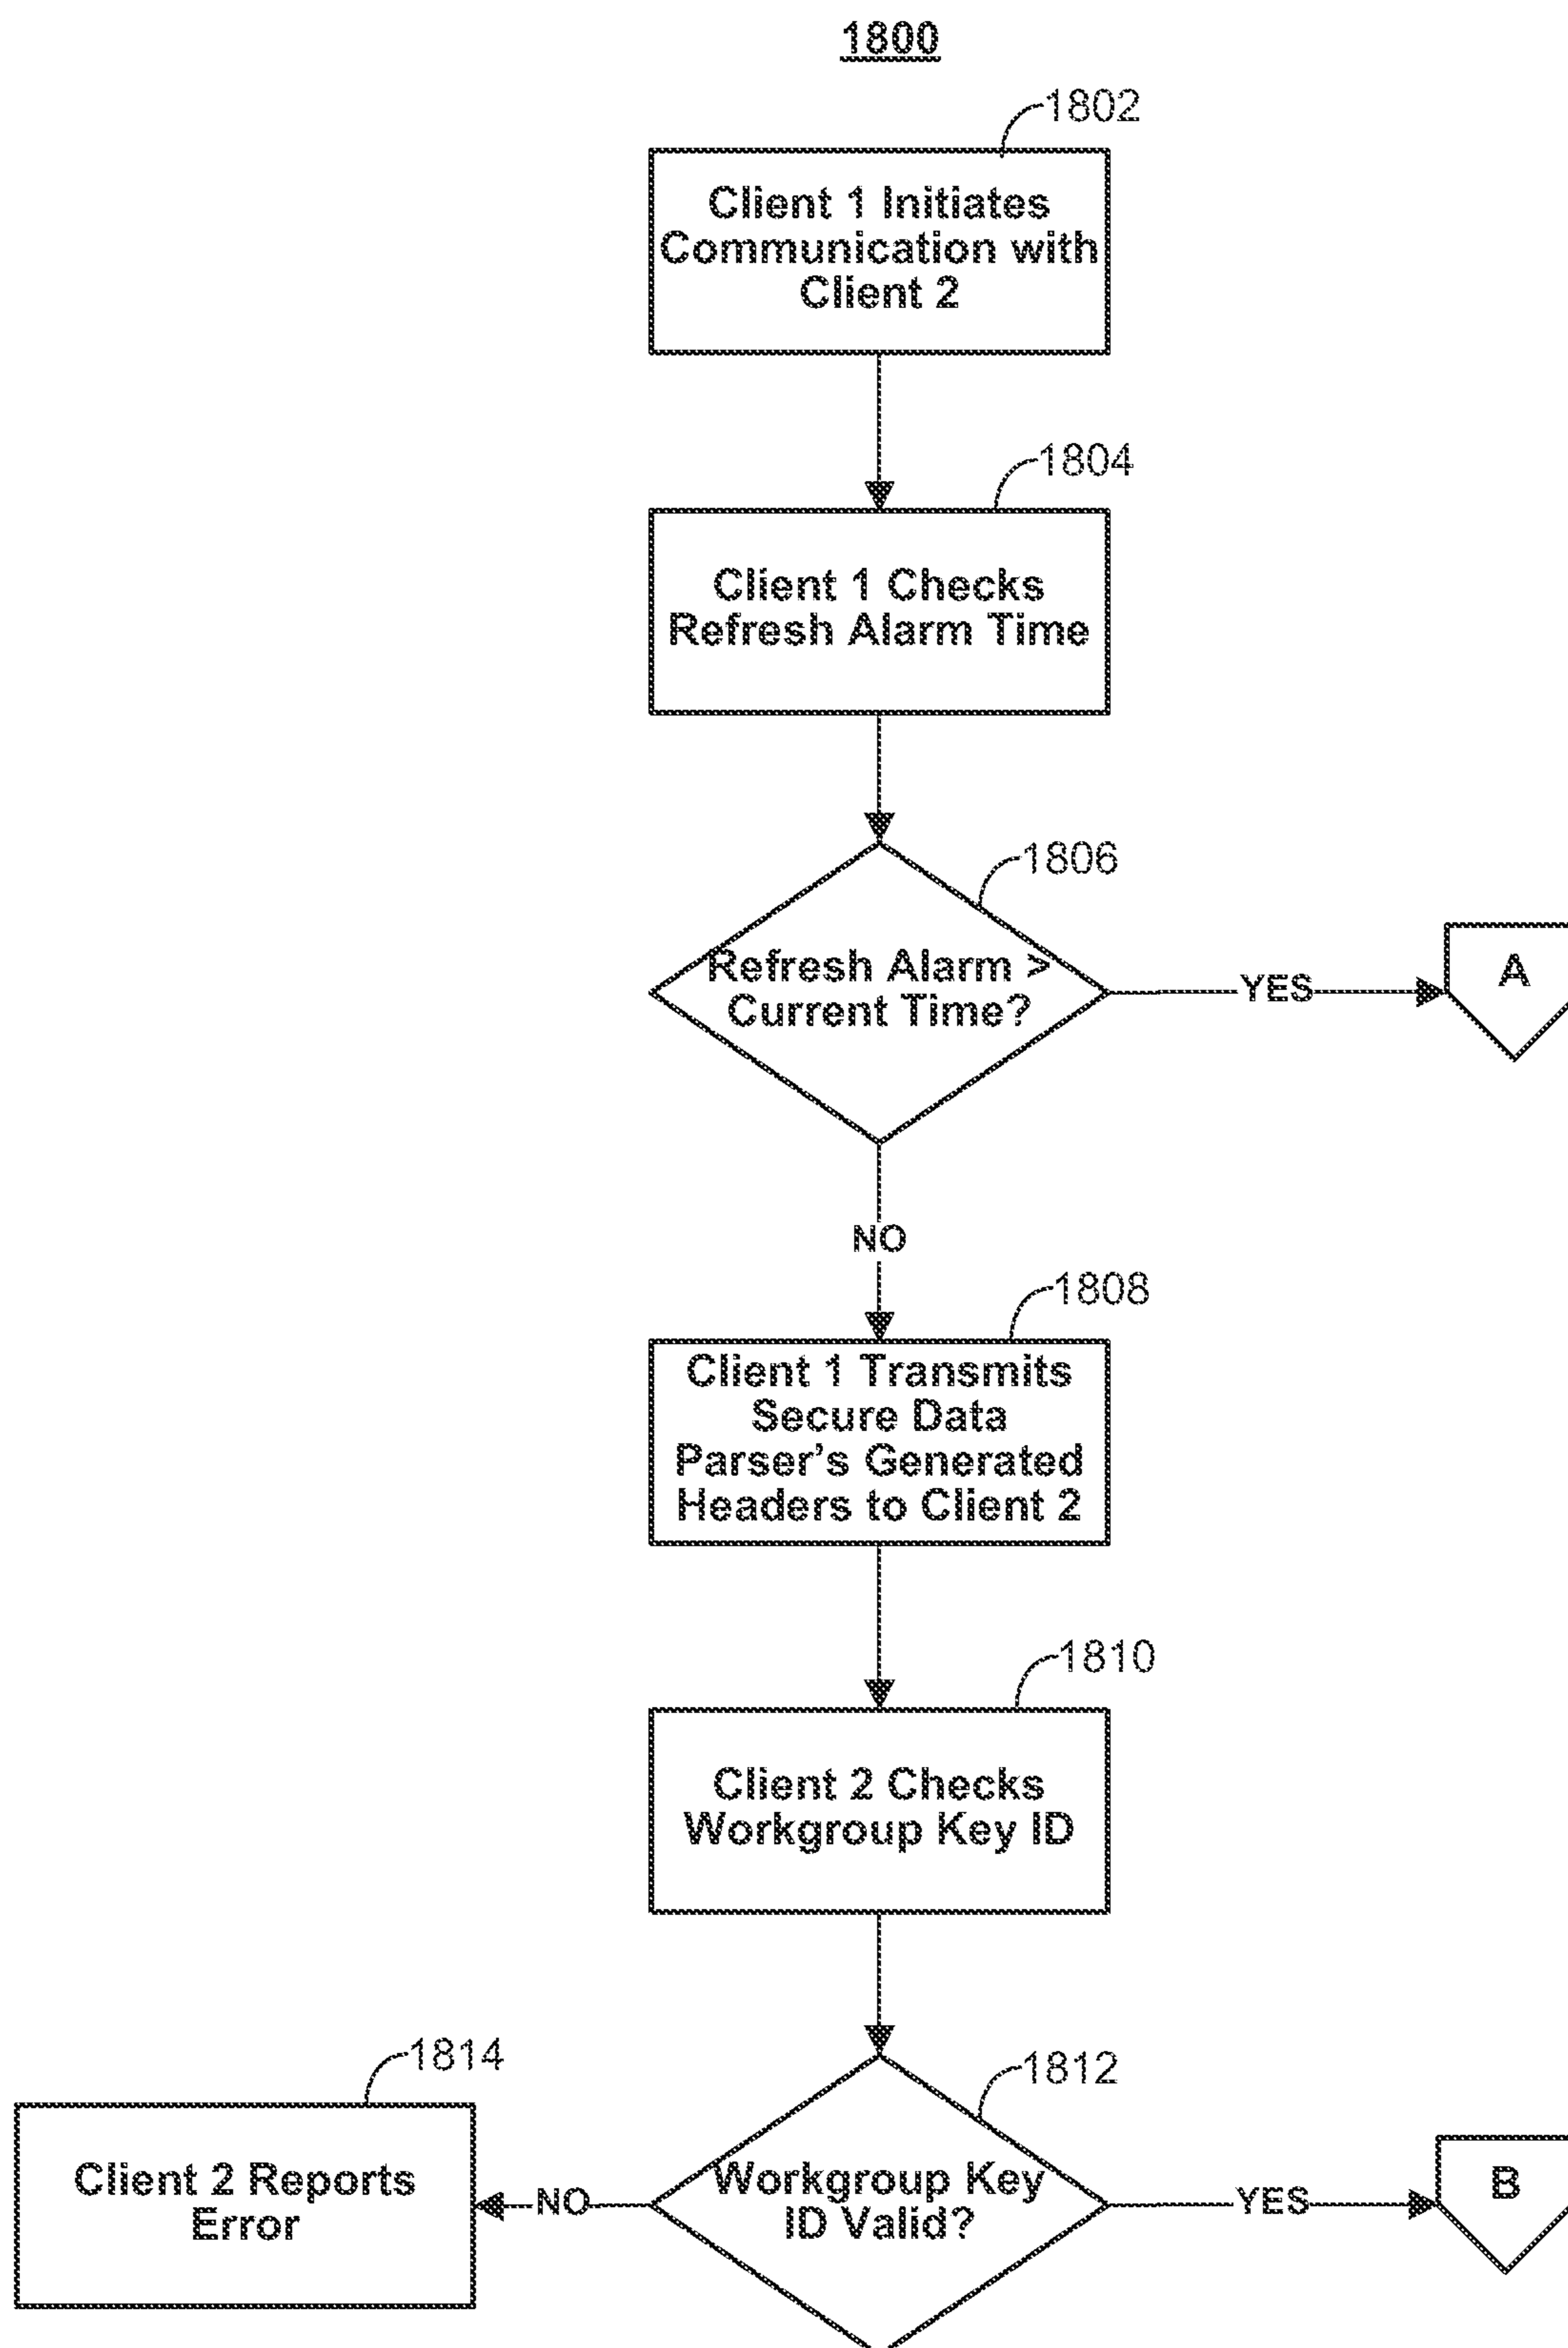 1800
1802
Client 1 Initiates
Communication with
Client 2
1804
Client 1 Checks
Refresh Alarm Time
1806
Refresh Alarm >
Current Time?
YES
A
NO
1808
Client 1 Transmits
Secure Data
Parser's Generated
Headers to Client 2
1810
Client 2 Checks
Workgroup Key ID
1814
Client 2 Reports
Error
NO
1812
Workgroup Key
ID Valid?
YES
B